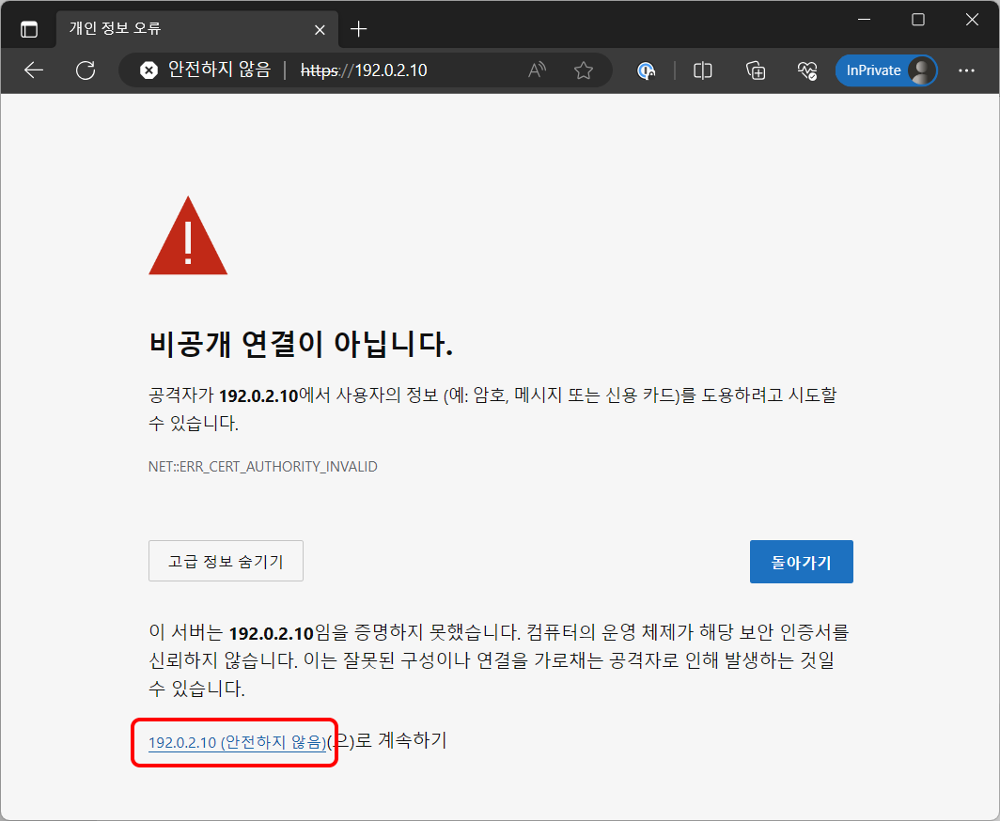 개인 정보 오류
안전하지 않음 | https://192.0.2.10
InPrivate
비공개 연결이 아닙니다.
공격자가 192.0.2.10에서 사용자의 정보 (예: 암호, 메시지 또는 신용 카드)를 도용하려고 시도할
수 있습니다.
NET::ERR_CERT_AUTHORITY_INVALID
고급 정보 숨기기
돌아가기
이 서버는 192.0.2.10임을 증명하지 못했습니다. 컴퓨터의 운영 체제가 해당 보안 인증서를
신뢰하지 않습니다. 이는 잘못된 구성이나 연결을 가로채는 공격자로 인해 발생하는 것일
수 있습니다.
192.0.2.10 (안전하지 않음)(으)로 계속하기